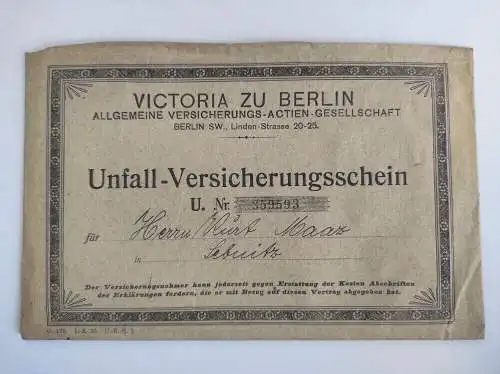 VICTORIA ZU BERLIN
ALLGEMEINE VERSICHERUNGS-ACTIEN-GESELLSCHAFT
BERLIN SW., Linden-Strasse 20-25.
Unfall-Versicherungsschein
U. Nr. 359593
für Herrn Kurt Maaz
in Sebnitz
Der Versicherungsnehmer kann jederzeit gegen Erstattung der Kosten Abschriften
der Erklärungen fordern, die er mit Bezug auf diesen Vertrag abgegeben hat.